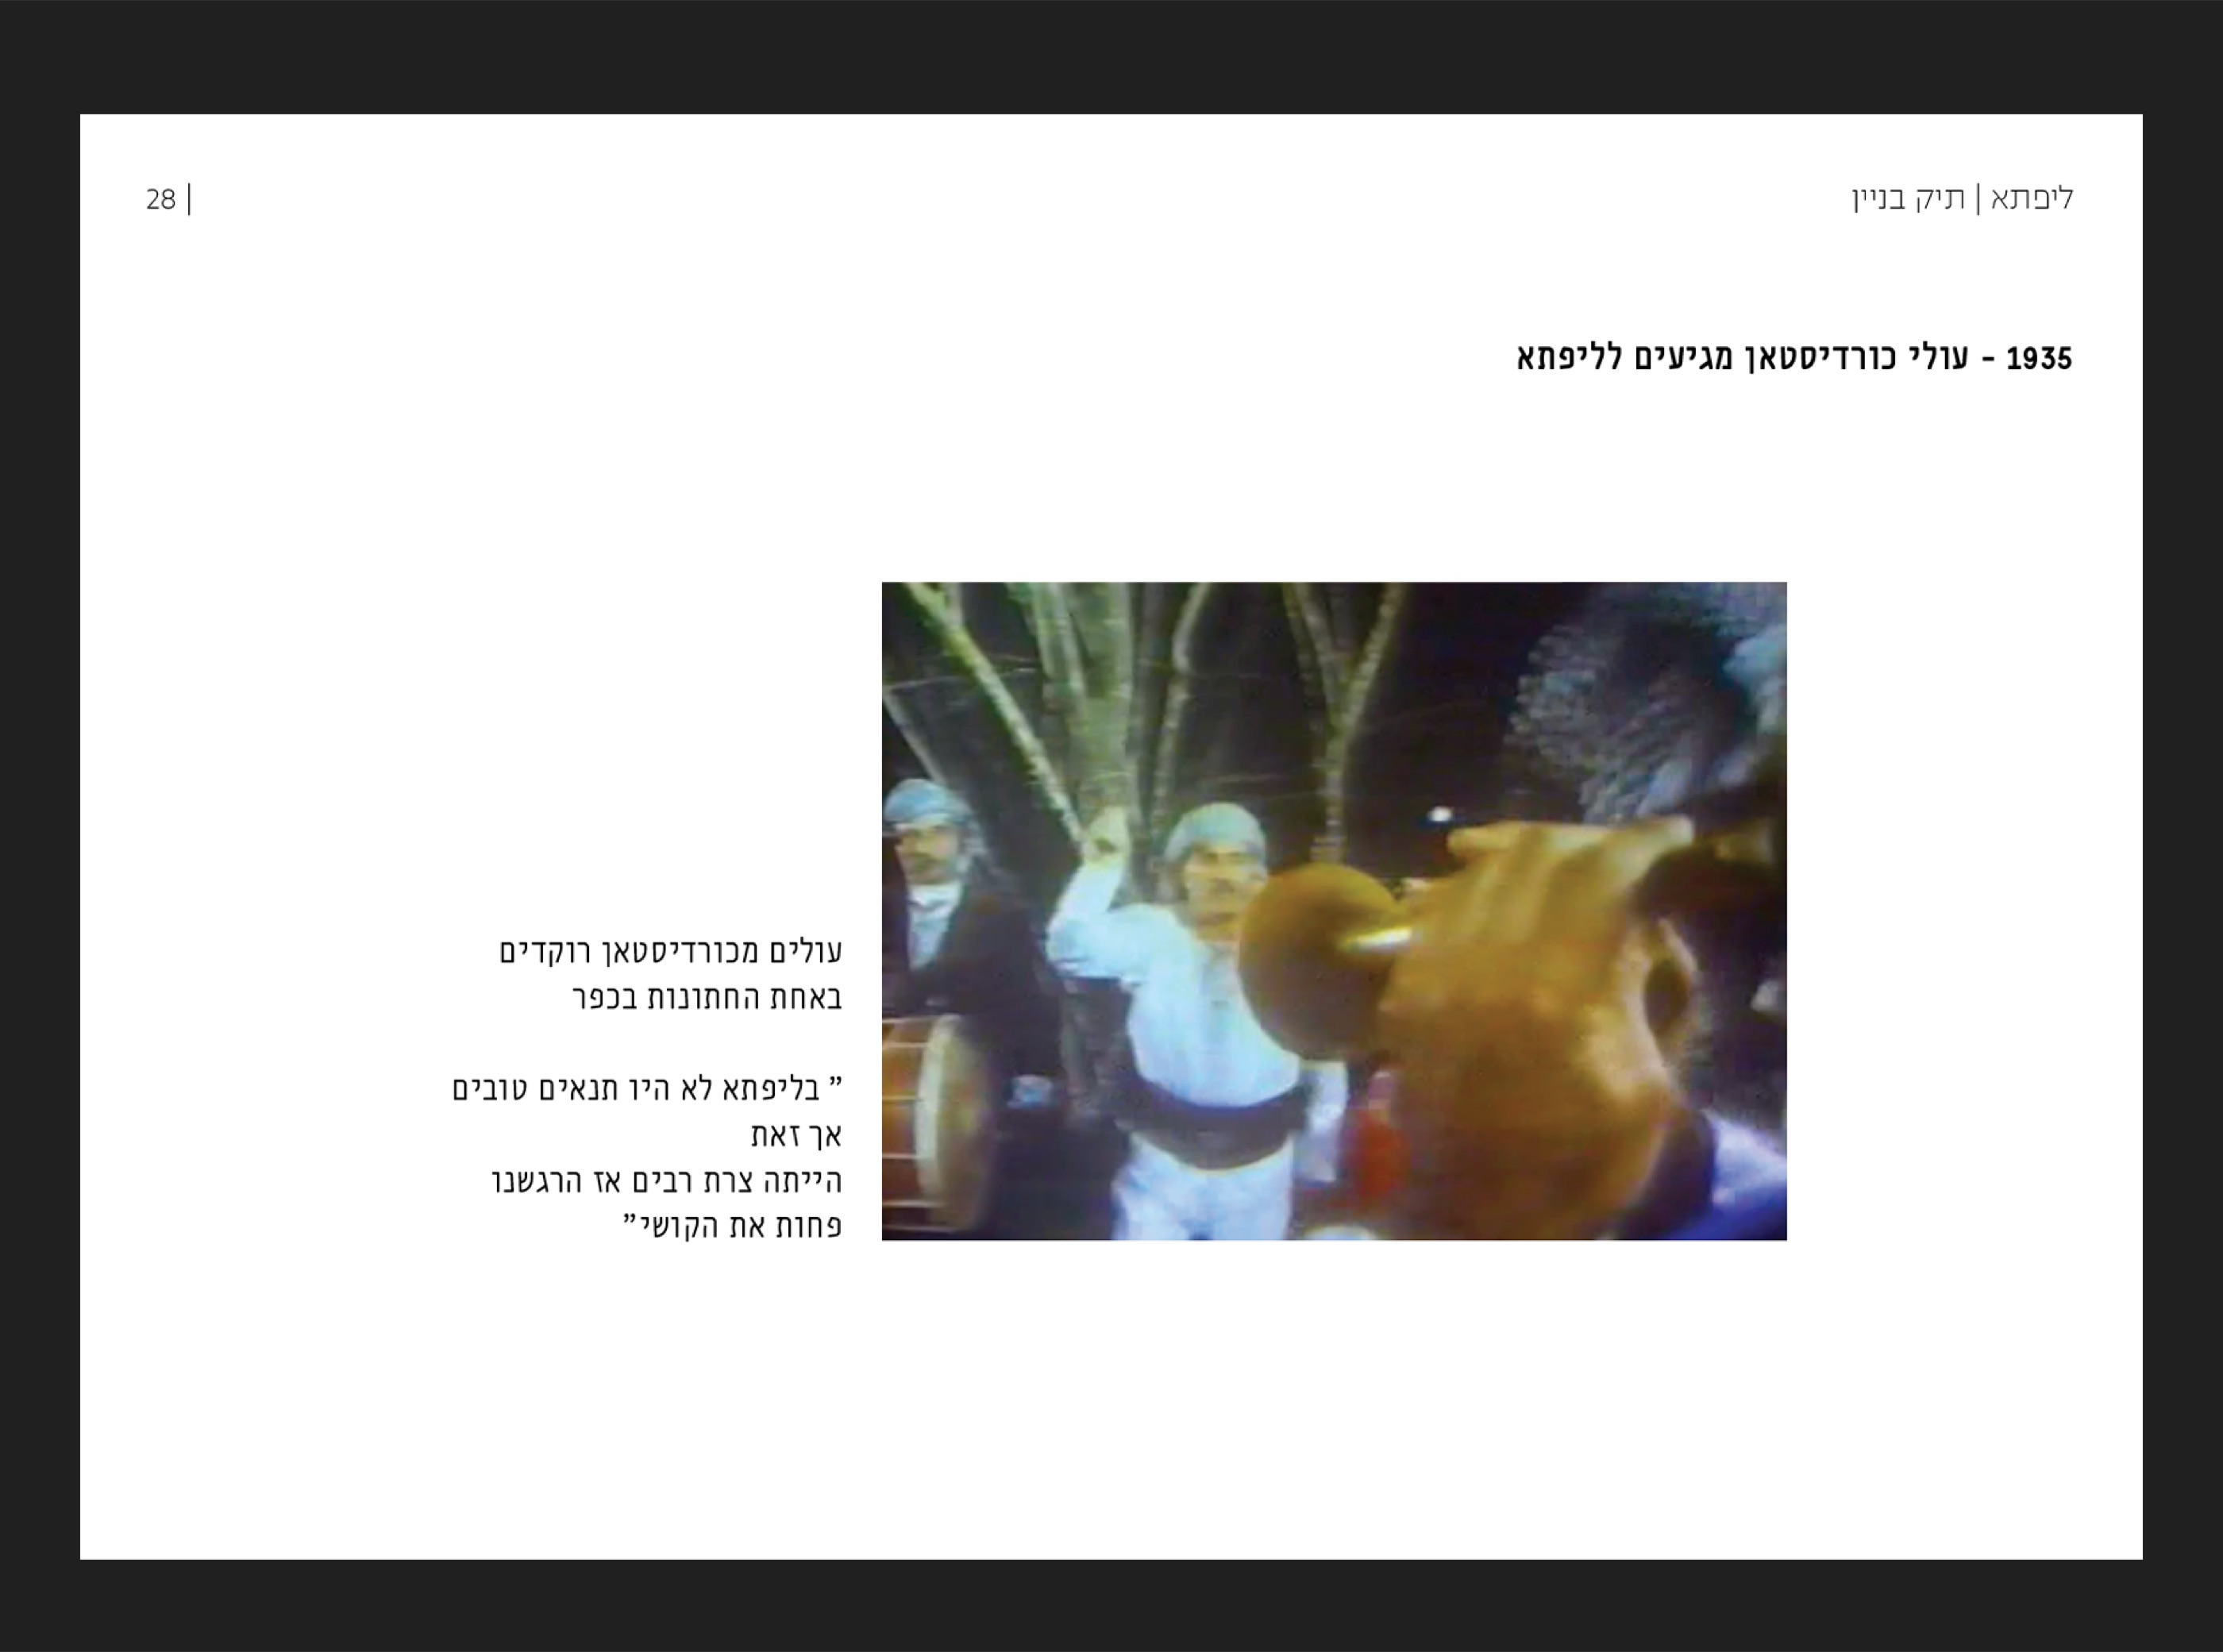 ליפתא | תיק בניין
28 |
1935 - עולי כורדיסטאן מגיעים לליפתא
עולים מכורדיסטאן רוקדים
באחת החתונות בכפר
" בליפתא לא היו תנאים טובים
אך זאת
הייתה צרת רבים אז הרגשנו
פחות את הקושי"